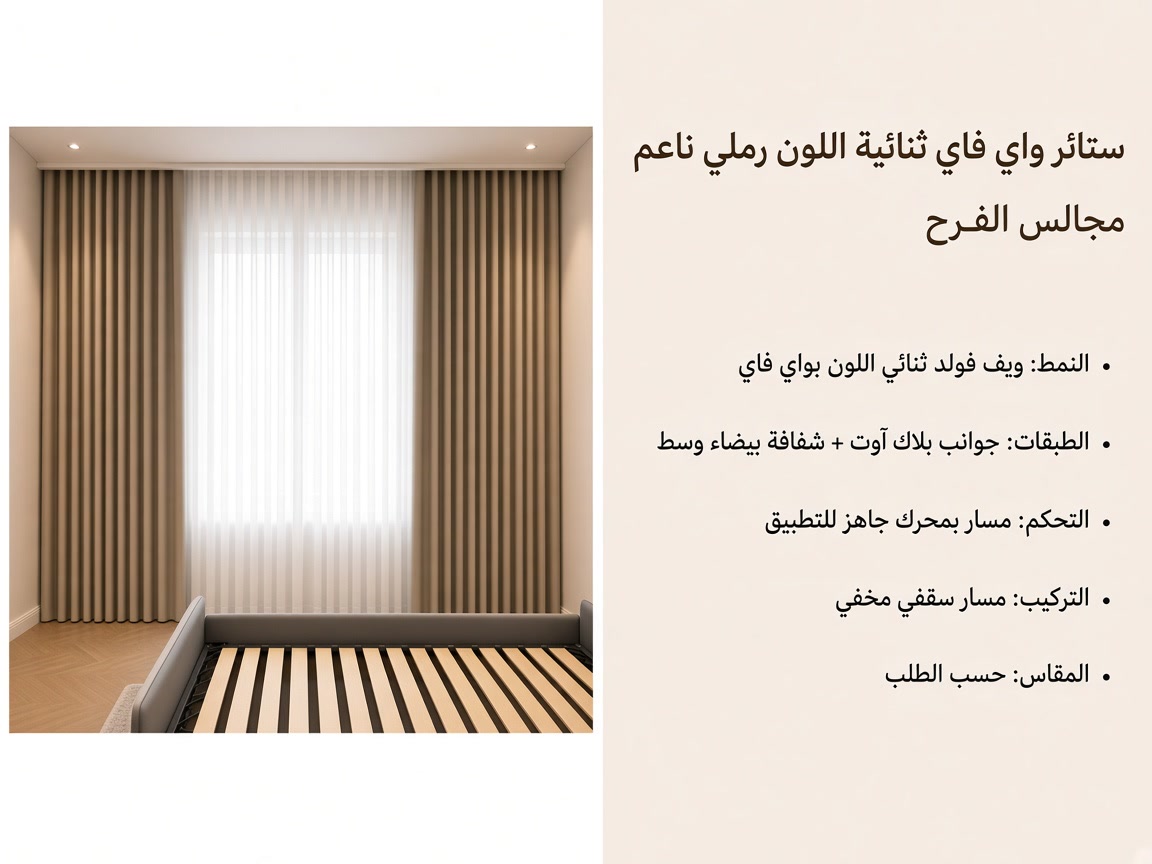 ستائر واي فاي ثنائية اللون رملي ناعم
مجالس الفـرح
• النمط: ويف فولد ثنائي اللون بواي فاي
• الطبقات: جوانب بلاك آوت + شفافة بيضاء وسط
• التحكم: مسار بمحرك جاهز للتطبيق
• التركيب: مسار سقفي مخفي
• المقاس: حسب الطلب